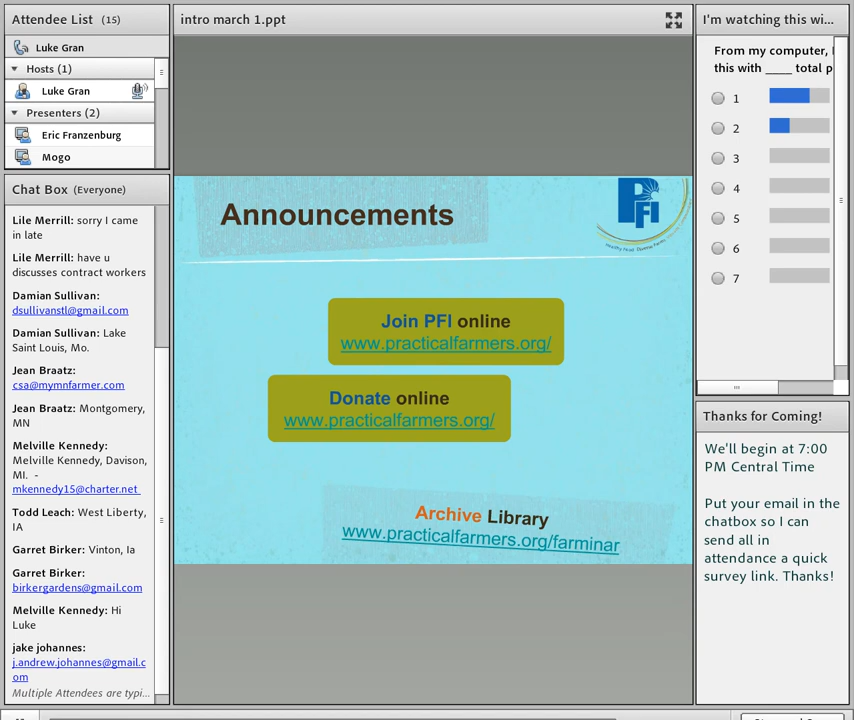 Attendee List (15)
Luke Gran
Hosts (1)
Luke Gran
Presenters (2)
Eric Franzenburg
Mogo
Chat Box (Everyone)
Lile Merrill: sorry I came
in late
Lile Merrill: have u
discusses contract workers
Damian Sullivan:
dsullivanstl@gmail.com
Damian Sullivan: Lake
Saint Louis, Mo.
Jean Braatz:
csa@mymnfarmer.com
Jean Braatz: Montgomery,
MN
Melville Kennedy:
Melville Kennedy, Davison,
MI. -
mkennedy15@charter.net
Todd Leach: West Liberty,
IA
Garret Birker: Vinton, Ia
Garret Birker:
birkergardens@gmail.com
Melville Kennedy: Hi
Luke
jake johannes:
j.andrew.johannes@gmail.c
om
Multiple Attendees are typi...
intro march 1.ppt
Announcements
PFI
Join PFI online
www.practicalfarmers.org/
Donate online
www.practicalfarmers.org/
Archive Library
www.practicalfarmers.org/farminar
I'm watching this wi...
From my computer,
this with ____ total p
1
2
3
4
5
6
7
Thanks for Coming!
We'll begin at 7:00
PM Central Time
Put your email in the
chatbox so I can
send all in
attendance a quick
survey link. Thanks!